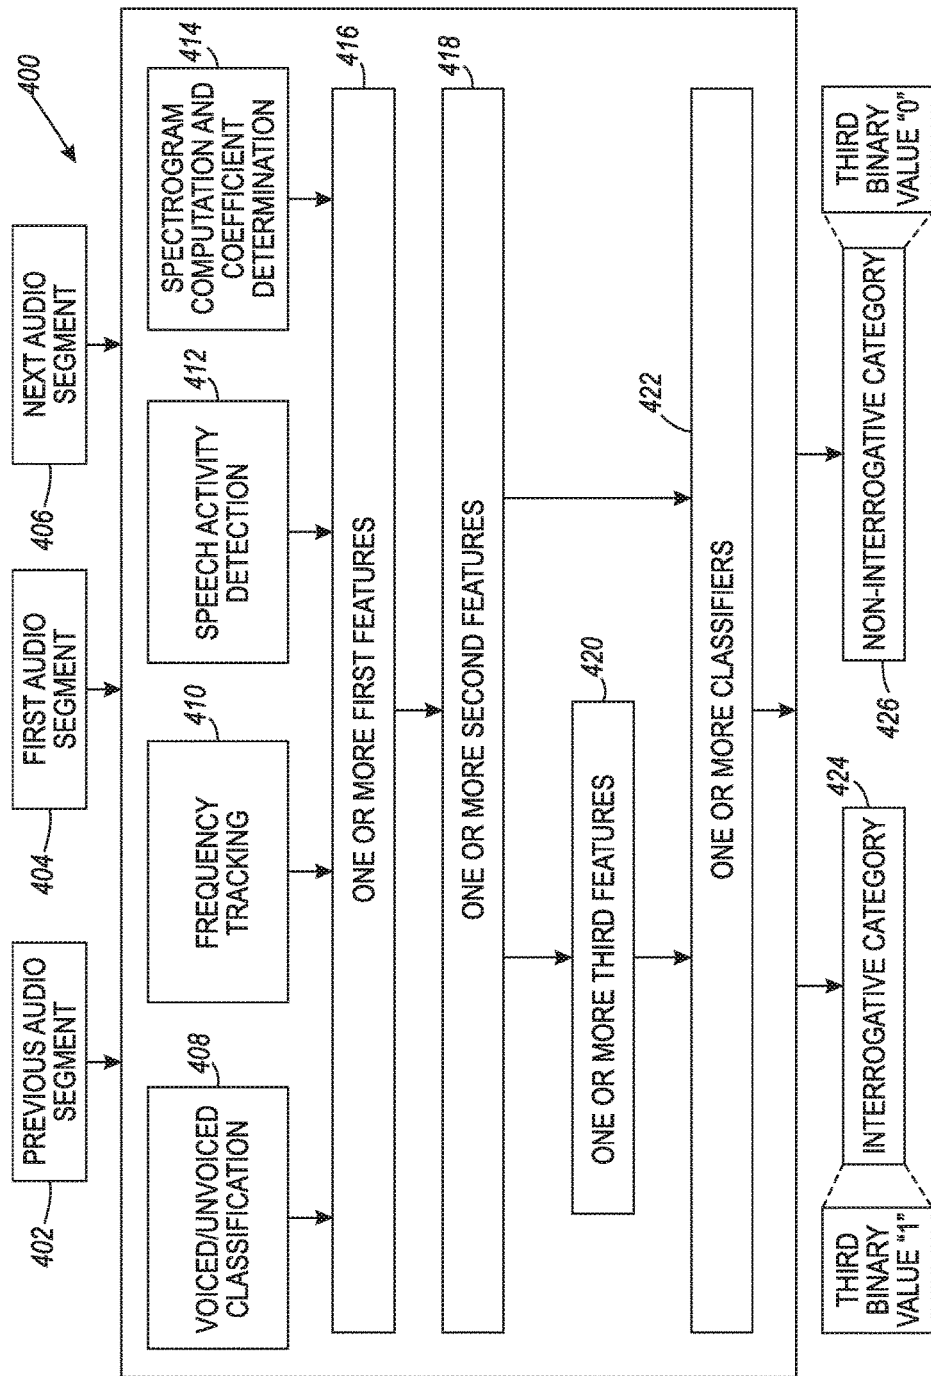 400
PREVIOUS AUDIO
SEGMENT
402
FIRST AUDIO
SEGMENT
404
NEXT AUDIO
SEGMENT
406
VOICED/UNVOICED
CLASSIFICATION
408
FREQUENCY
TRACKING
410
SPEECH ACTIVITY
DETECTION
412
SPECTROGRAM
COMPUTATION AND
COEFFICIENT
DETERMINATION
414
ONE OR MORE FIRST FEATURES
416
ONE OR MORE SECOND FEATURES
418
ONE OR MORE THIRD FEATURES
420
ONE OR MORE CLASSIFIERS
422
THIRD
BINARY
VALUE "1"
INTERROGATIVE CATEGORY
424
NON-INTERROGATIVE CATEGORY
426
THIRD
BINARY
VALUE "0"